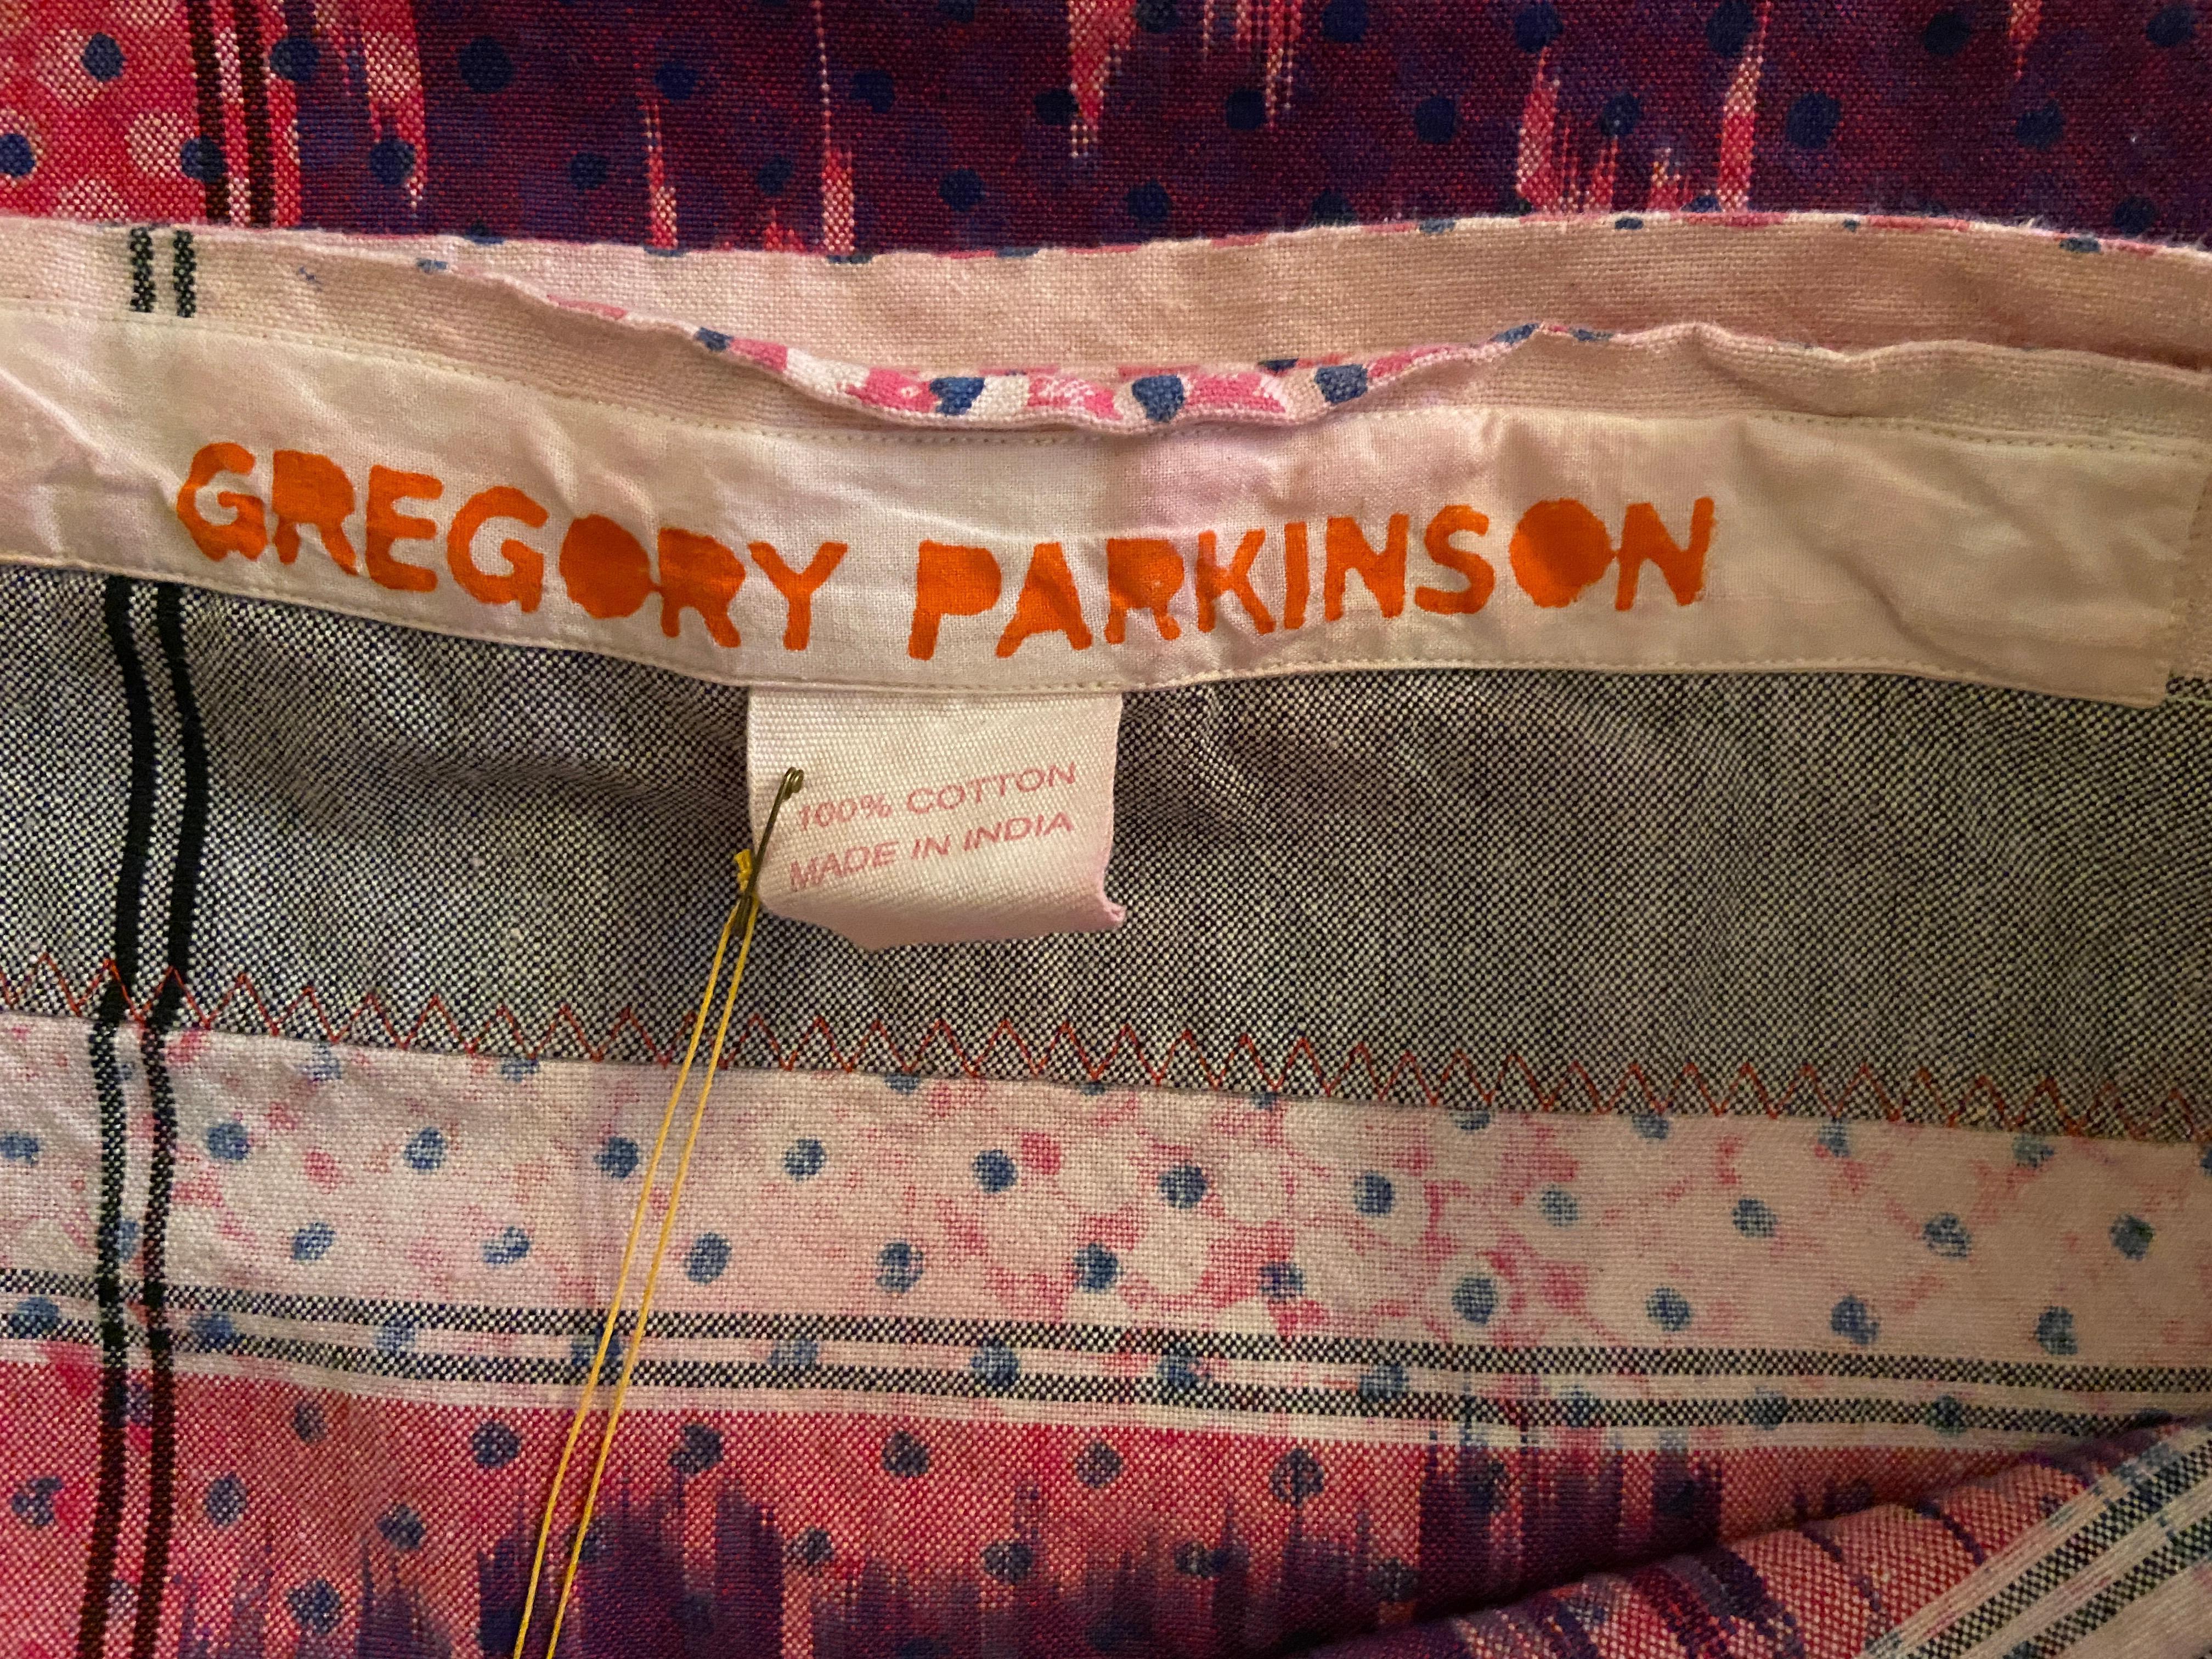 GREGORY PARKINSON
100% COTTON
MADE IN INDIA